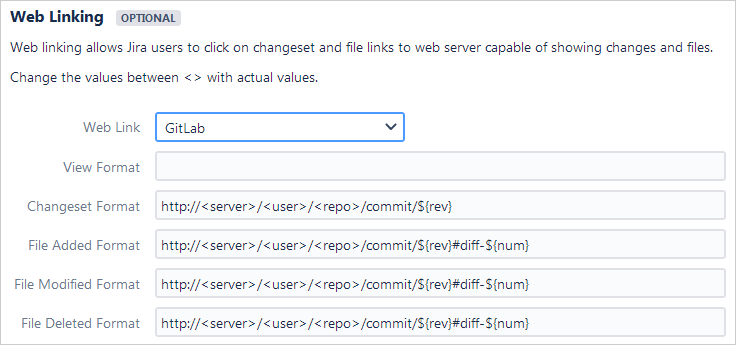 Web Linking OPTIONAL
Web linking allows Jira users to click on changeset and file links to web server capable of showing changes and files.
Change the values between <> with actual values.
Web Link GitLab
View Format
Changeset Format http://<server>/<user>/<repo>/commit/${rev}
File Added Format http://<server>/<user>/<repo>/commit/${rev}#diff-${num}
File Modified Format http://<server>/<user>/<repo>/commit/${rev}#diff-${num}
File Deleted Format http://<server>/<user>/<repo>/commit/${rev}#diff-${num}